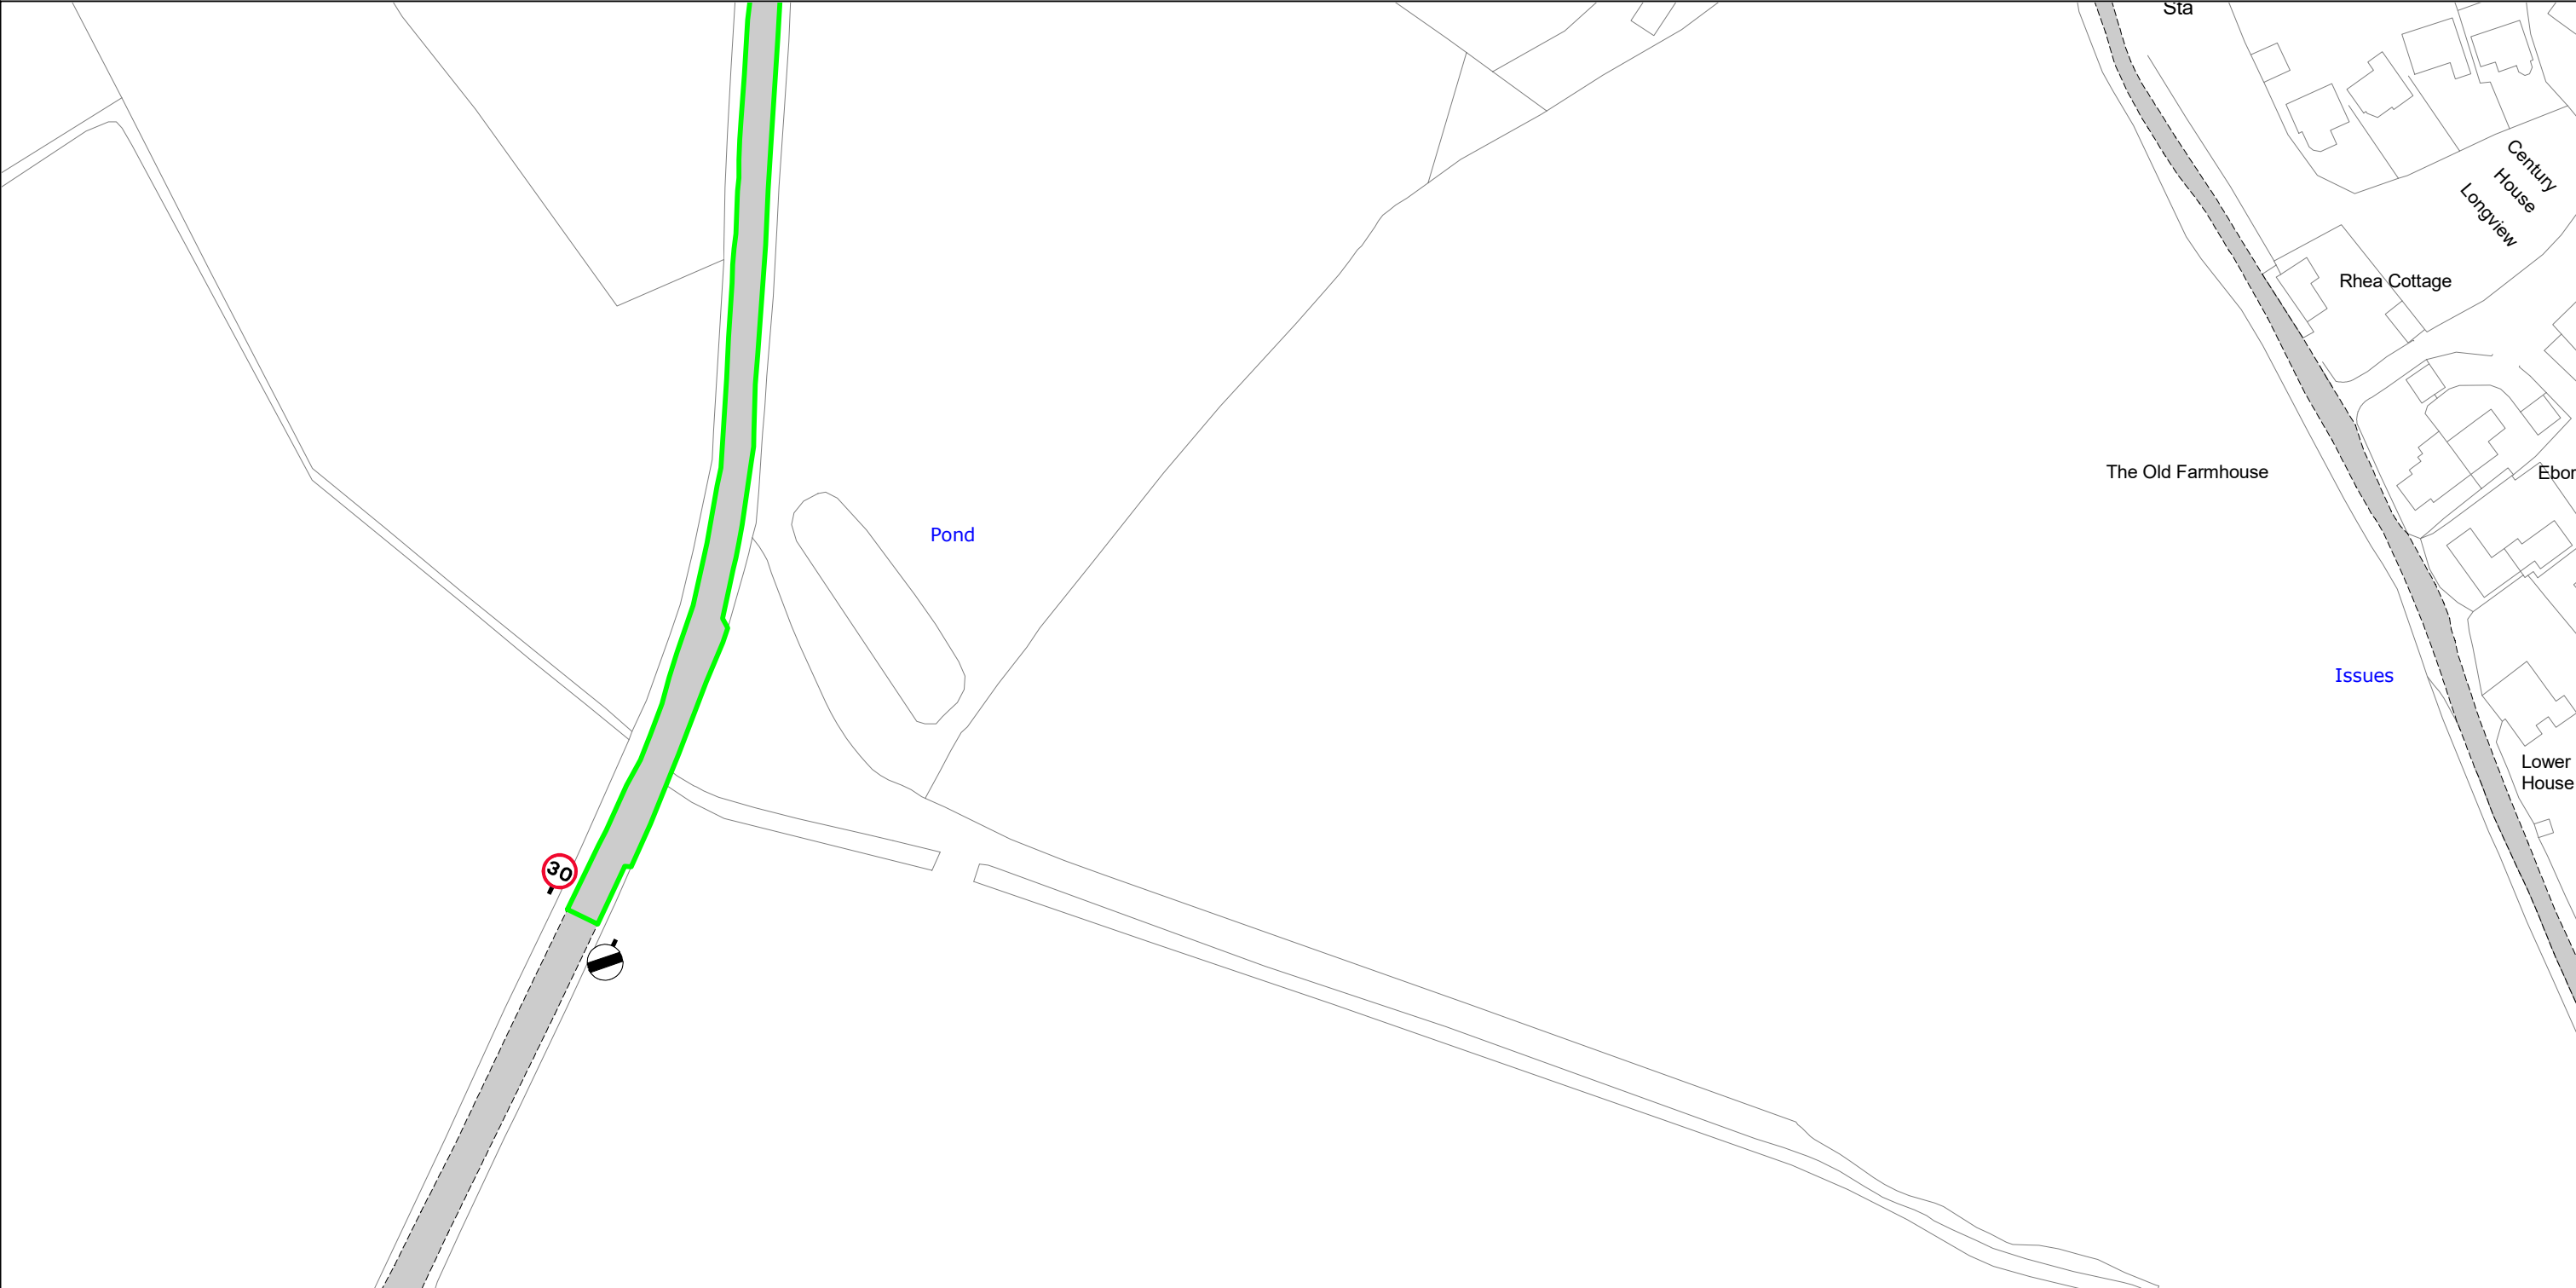 Sta
Century
House
Longview
Rhea Cottage
The Old Farmhouse
Ebor
Pond
Issues
Lower
House
30